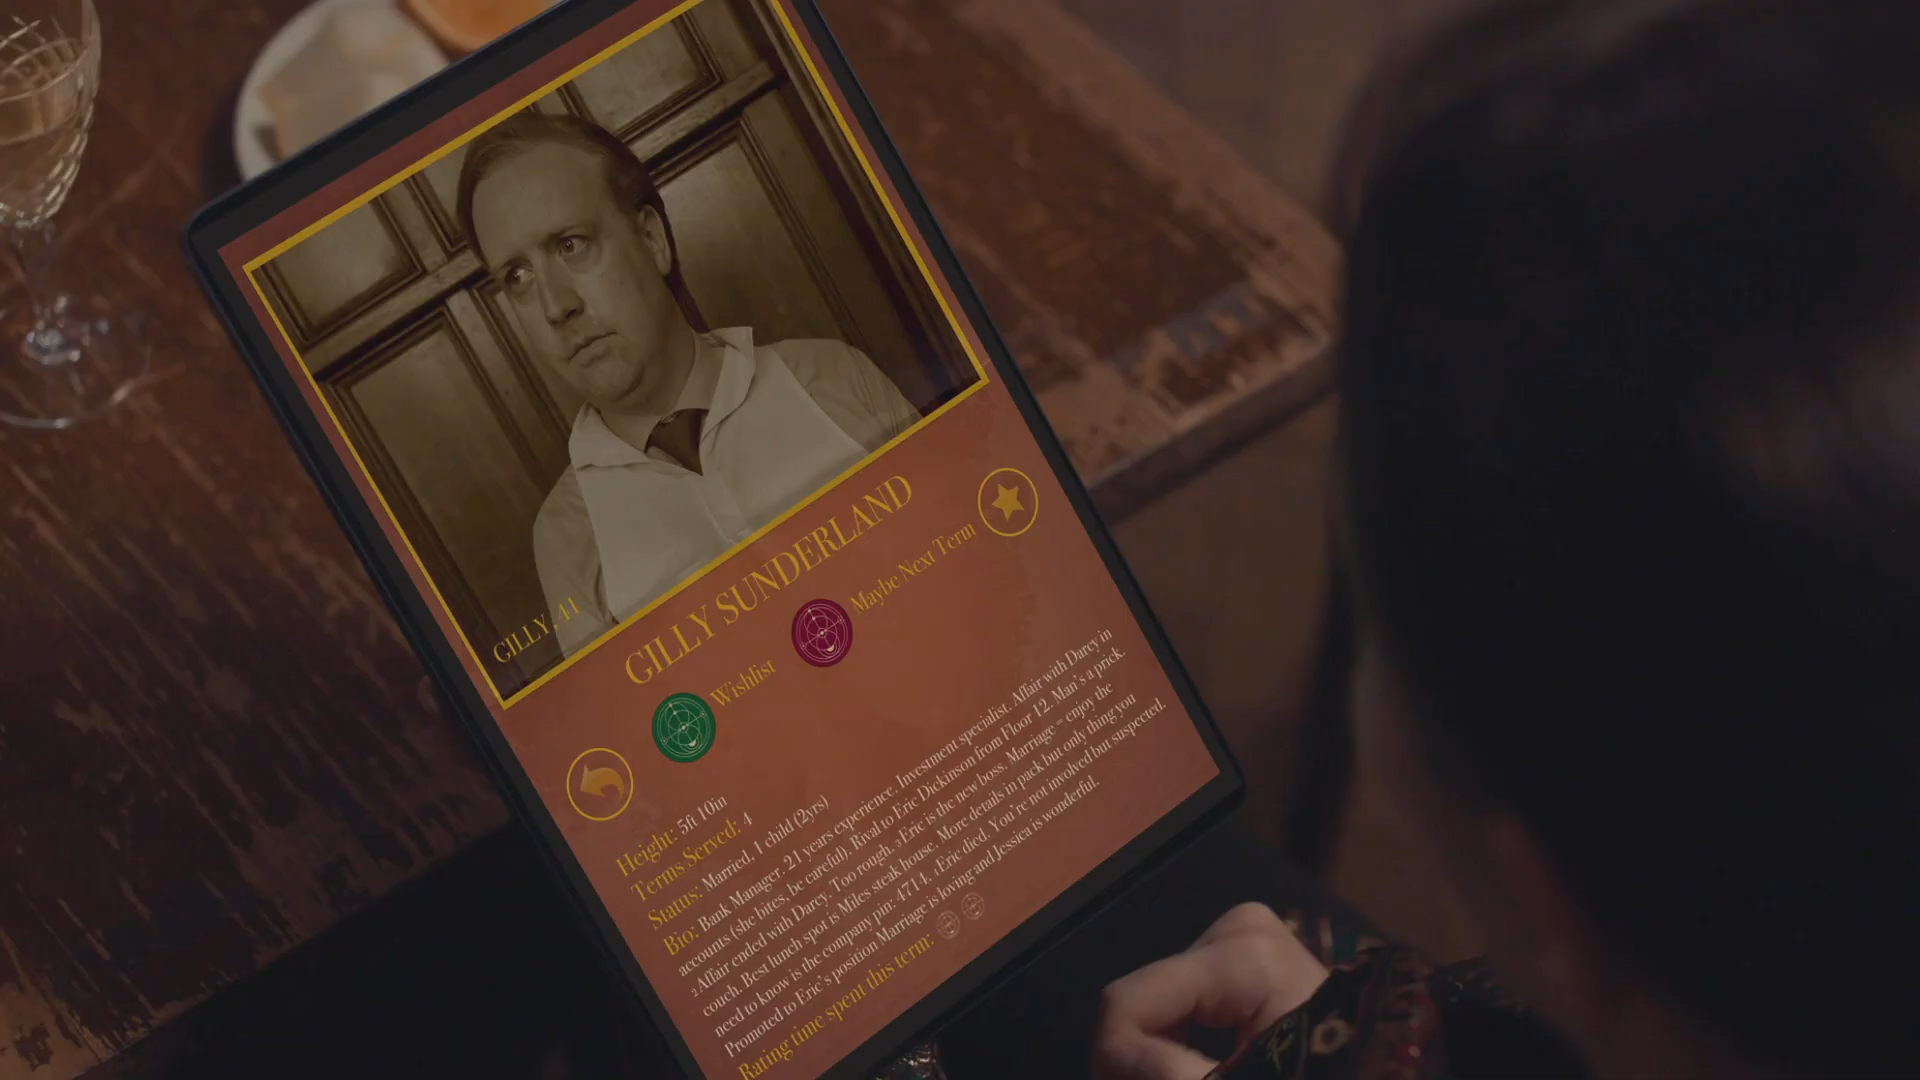 GILLY, 41
GILLY SUNDERLAND
Wishlist
Maybe Next Term
Height: 5ft 10in
Terms Served: 4
Status: Married, 1 child (2yrs)
Bio: Bank Manager. 21 years experience. Investment specialist. Affair with Darcy in
accounts (she bites, be careful). Rival to Eric Dickinson from Floor 12. Man's a prick.
2 Affair ended with Darcy. Too rough. 3 Eric is the new boss. Marriage = enjoy the
couch. Best lunch spot is Miles steak house. More details in pack but only thing you
need to know is the company pin: 4714. 4 Eric died. You're not involved but suspected.
Promoted to Eric's position Marriage is loving and Jessica is wonderful.
Rating time spent this term: